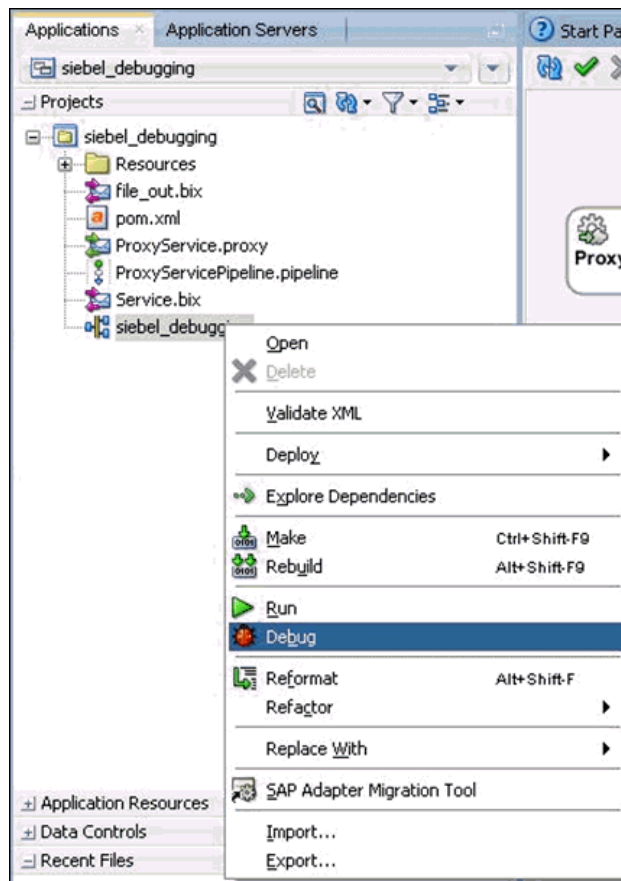 Applications
Application Servers
Start Pa
siebel_debugging
Projects
siebel_debugging
Resources
file_out.bix
pom.xml
Proxy
ProxyService.proxy
ProxyServicePipeline.pipeline
Service.bix
siebel_debuggi
Open
Delete
Validate XML
Deploy
Explore Dependencies
Make Ctrl+Shift-F9
Rebuild Alt+Shift-F9
Run
Debug
Reformat Alt+Shift-F
Refactor
Replace With
SAP Adapter Migration Tool
Import...
Export...
Application Resources
Data Controls
Recent Files